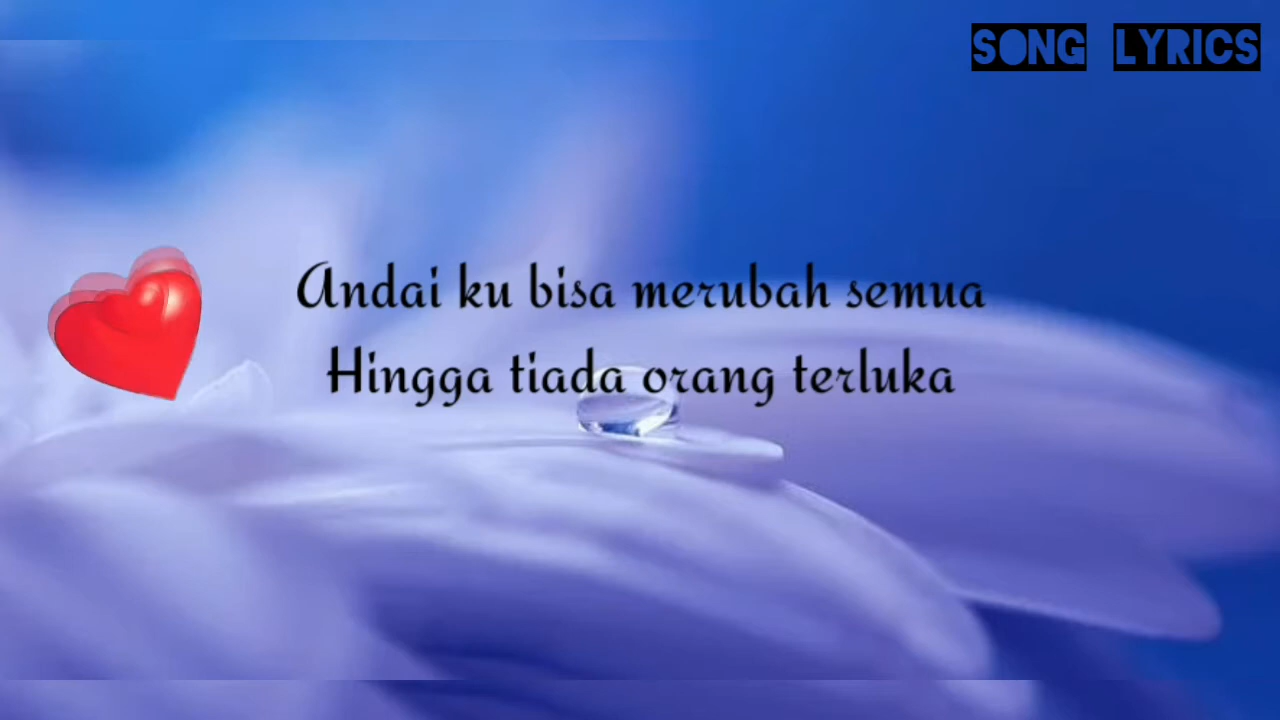 SONG LYRICS
Andai ku bisa merubah semua
Hingga tiada orang terluka